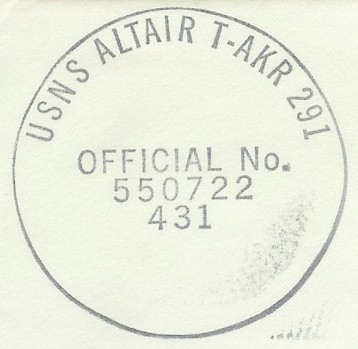 USNS ALTAIR T-AKR 291
OFFICIAL No.
550722
431